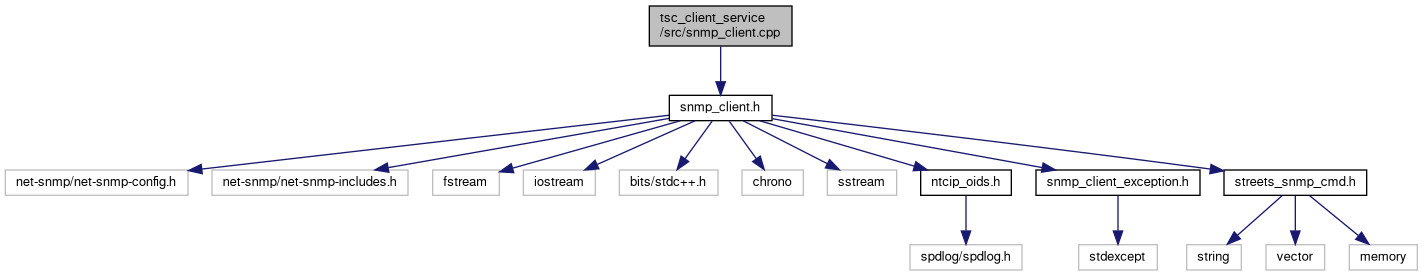 tsc_client_service
/src/snmp_client.cpp
snmp_client.h
net-snmp/net-snmp-config.h
net-snmp/net-snmp-includes.h
fstream
iostream
bits/stdc++.h
chrono
sstream
ntcip_oids.h
snmp_client_exception.h
streets_snmp_cmd.h
spdlog/spdlog.h
stdexcept
string
vector
memory